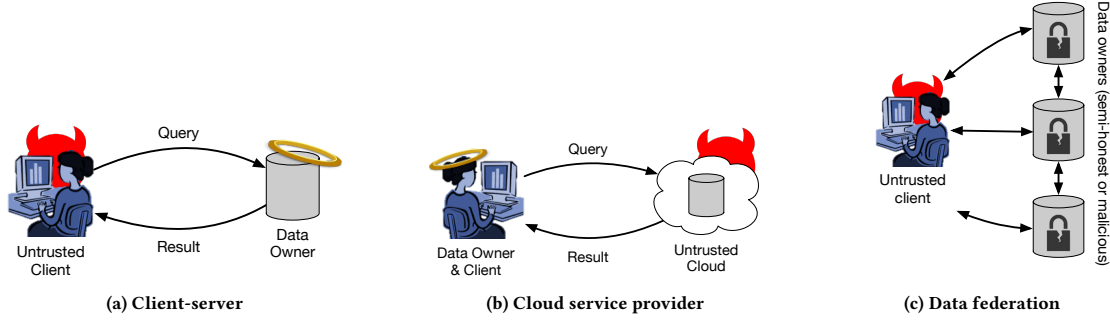 Query
Result
Untrusted
Client
Data
Owner
(a) Client-server
Query
Result
Data Owner
& Client
Untrusted
Cloud
(b) Cloud service provider
Untrusted
client
Data owners (semi-honest or malicious)
(c) Data federation